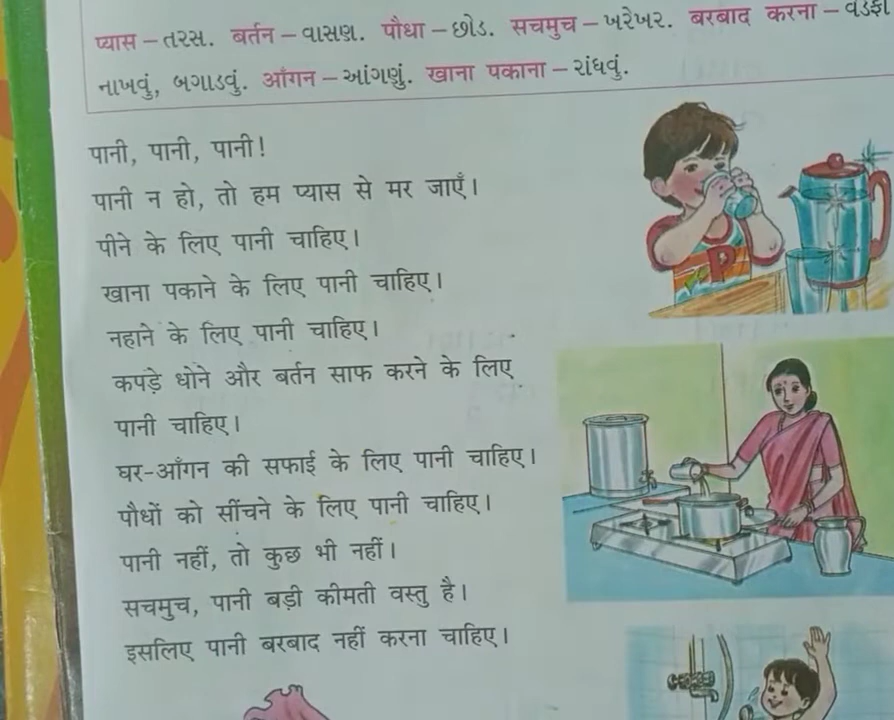 प्यास – તરસ. बर्तन – વાસણ. पौधा – છોડ. सचमुच – ખરેખર. बरबाद करना – વેડફી
નાખવું, બગાડવું. आँगन – આંગણું. खाना पकाना – રાંધવું.
पानी, पानी, पानी!
पानी न हो, तो हम प्यास से मर जाएँ।
पीने के लिए पानी चाहिए।
खाना पकाने के लिए पानी चाहिए।
नहाने के लिए पानी चाहिए।
कपड़े धोने और बर्तन साफ करने के लिए
पानी चाहिए।
घर-आँगन की सफाई के लिए पानी चाहिए।
पौधों को सींचने के लिए पानी चाहिए।
पानी नहीं, तो कुछ भी नहीं।
सचमुच, पानी बड़ी कीमती वस्तु है।
इसलिए पानी बरबाद नहीं करना चाहिए।
P